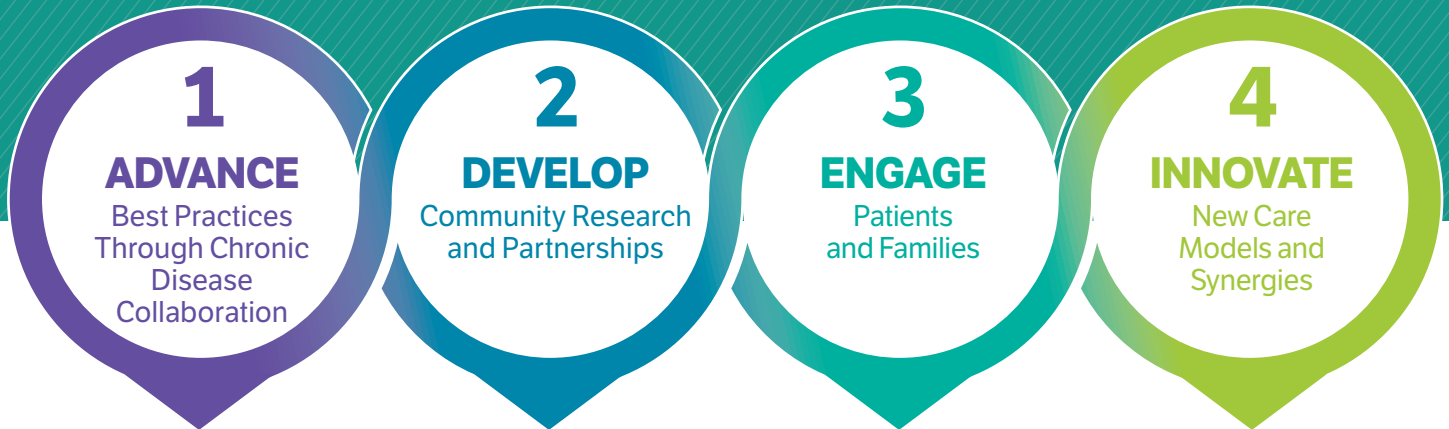 1
ADVANCE
Best Practices
Through Chronic
Disease
Collaboration
2
DEVELOP
Community Research
and Partnerships
3
ENGAGE
Patients
and Families
4
INNOVATE
New Care
Models and
Synergies